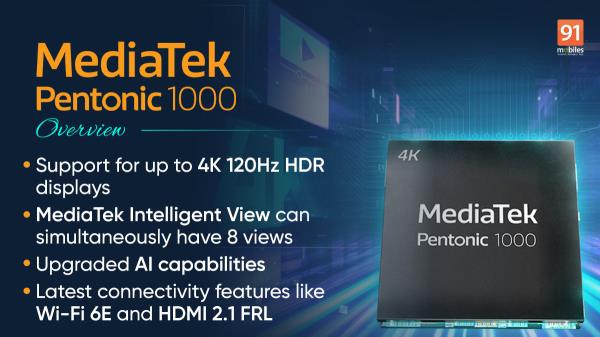 91
mobiles
MediaTek
Pentonic 1000
Overview
• Support for up to 4K 120Hz HDR
displays
• MediaTek Intelligent View can
simultaneously have 8 views
• Upgraded AI capabilities
• Latest connectivity features like
Wi-Fi 6E and HDMI 2.1 FRL
4K
MediaTek
Pentonic 1000